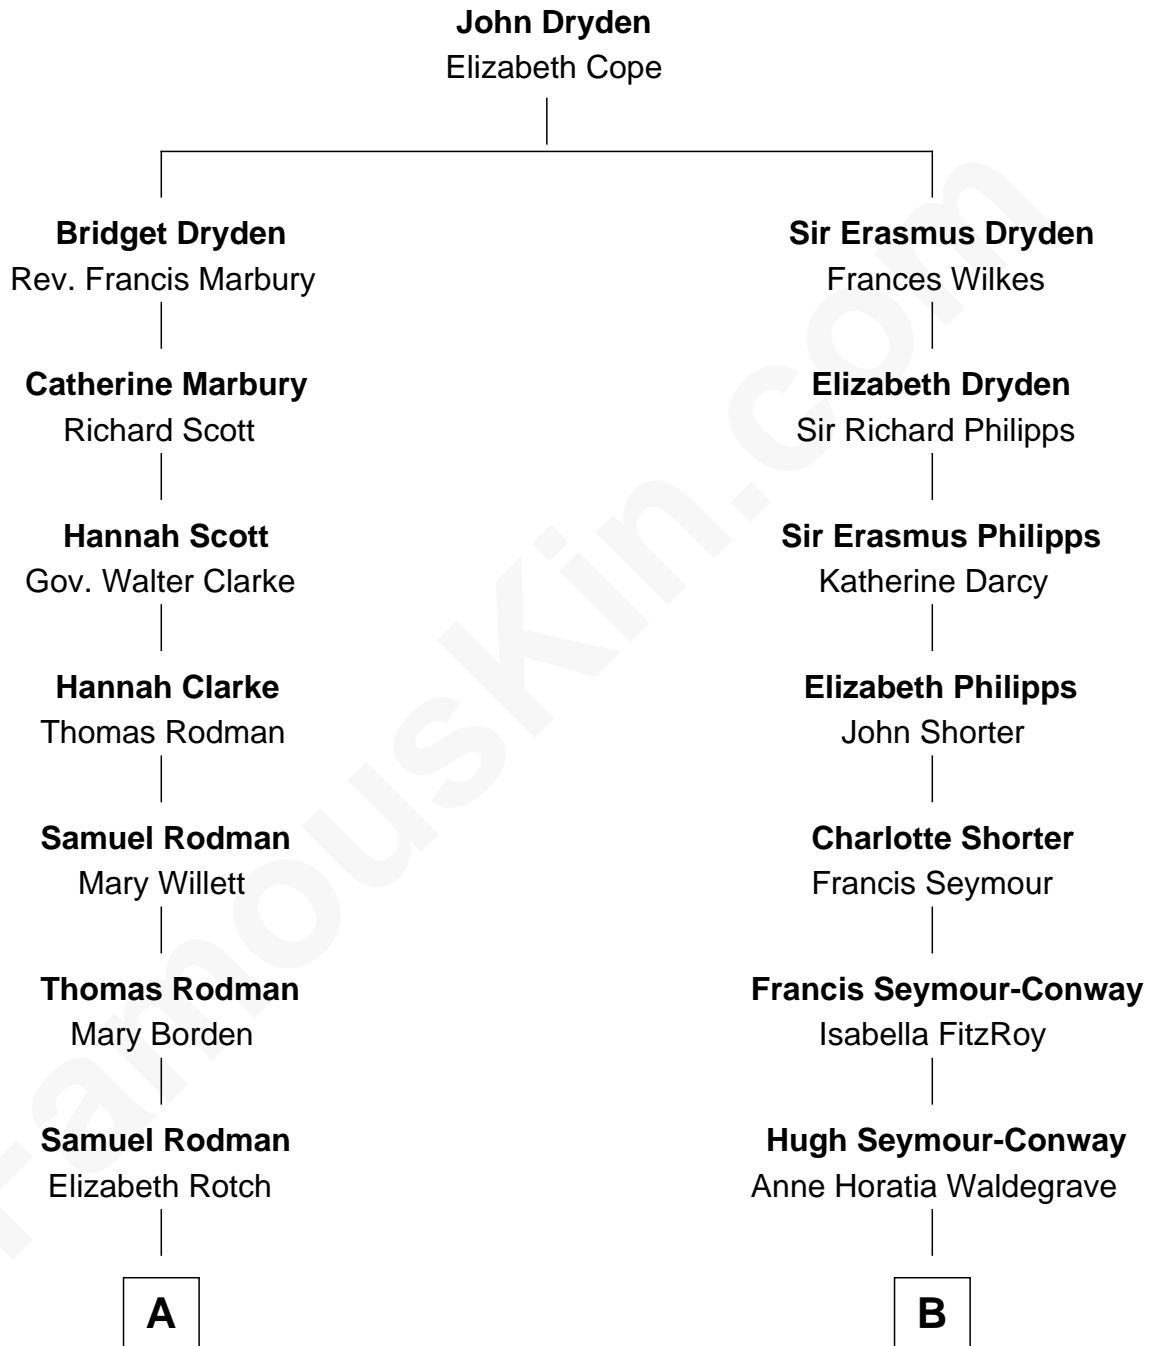 John Dryden
Elizabeth Cope
Bridget Dryden
Rev. Francis Marbury
Sir Erasmus Dryden
Frances Wilkes
Catherine Marbury
Richard Scott
Elizabeth Dryden
Sir Richard Philipps
Hannah Scott
Gov. Walter Clarke
Sir Erasmus Philipps
Katherine Darcy
Hannah Clarke
Thomas Rodman
Elizabeth Philipps
John Shorter
Samuel Rodman
Mary Willett
Charlotte Shorter
Francis Seymour
Thomas Rodman
Mary Borden
Francis Seymour-Conway
Isabella FitzRoy
Samuel Rodman
Elizabeth Rotch
Hugh Seymour-Conway
Anne Horatia Waldegrave
A
B
FamousKin.com